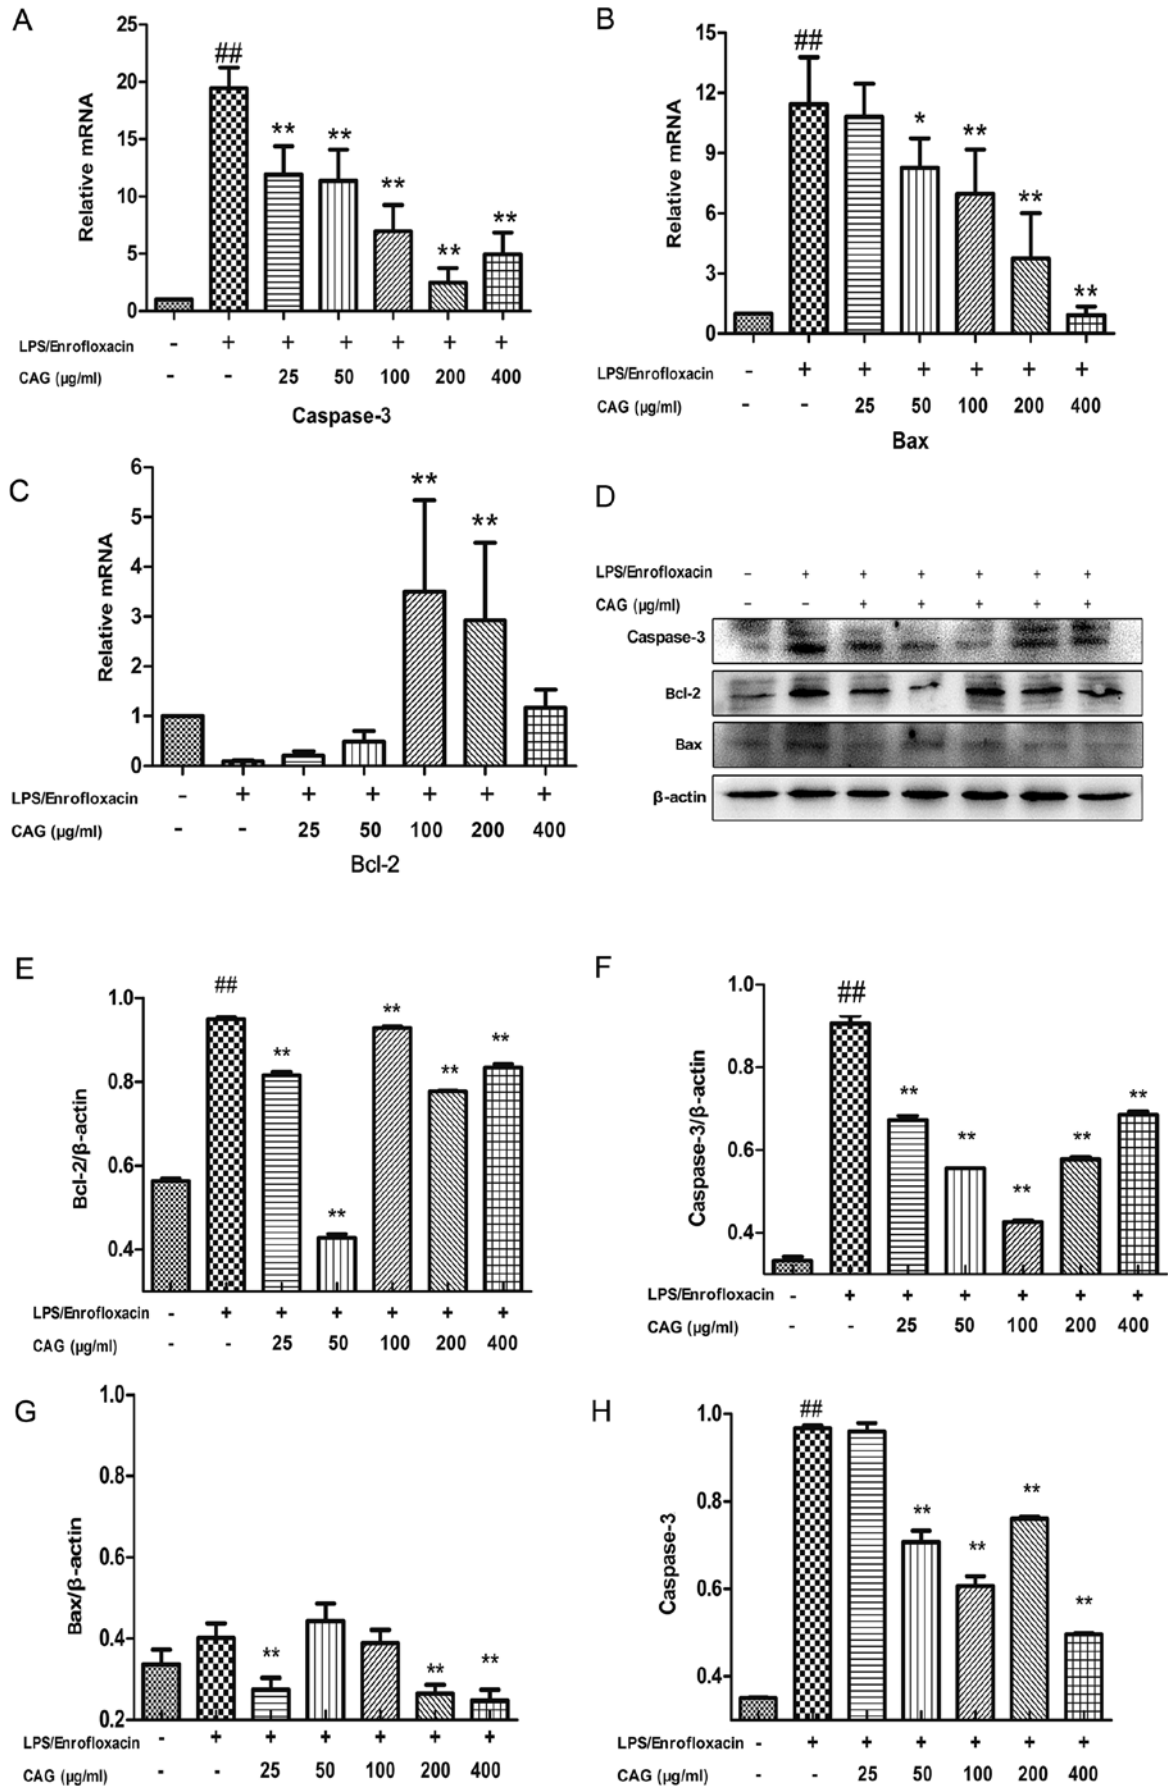 A
25
20
15
10
5
0
Relative mRNA
##
**
**
**
**
**
LPS/Enrofloxacin - + + + + + +
CAG (µg/ml) - - 25 50 100 200 400
Caspase-3
B
15
12
9
6
3
0
Relative mRNA
##
*
**
**
**
LPS/Enrofloxacin - + + + + + +
CAG (µg/ml) - - 25 50 100 200 400
Bax
C
6
5
4
3
2
1
0
Relative mRNA
**
**
LPS/Enrofloxacin - + + + + + +
CAG (µg/ml) - - 25 50 100 200 400
Bcl-2
D
LPS/Enrofloxacin - + + + + + +
CAG (µg/ml) - - + + + + +
Caspase-3
Bcl-2
Bax
β-actin
E
1.0
0.8
0.6
0.4
Bcl-2/β-actin
##
**
**
**
**
**
LPS/Enrofloxacin - + + + + + +
CAG (µg/ml) - - 25 50 100 200 400
F
1.0
0.8
0.6
0.4
Caspase-3/β-actin
##
**
**
**
**
**
LPS/Enrofloxacin - + + + + + +
CAG (µg/ml) - - 25 50 100 200 400
G
1.0
0.8
0.6
0.4
0.2
Bax/β-actin
**
**
**
LPS/Enrofloxacin - + + + + + +
CAG (µg/ml) - - 25 50 100 200 400
H
1.0
0.8
0.6
0.4
Caspase-3
##
**
**
**
**
LPS/Enrofloxacin - + + + + + +
CAG (µg/ml) - - 25 50 100 200 400